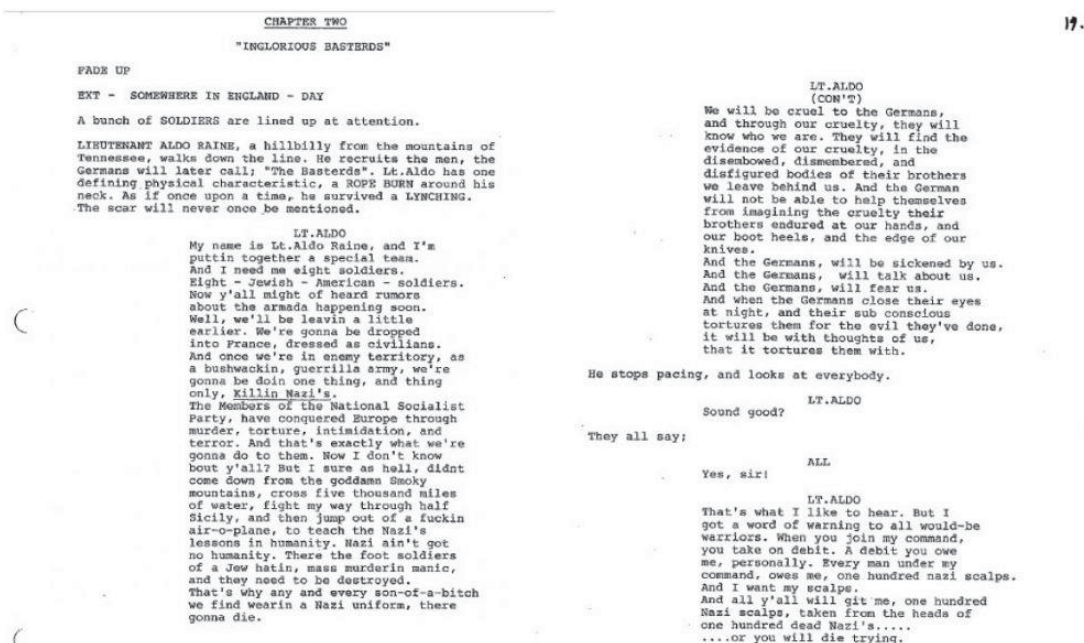 CHAPTER TWO
"INGLORIOUS BASTERDS"
FADE UP
EXT - SOMEWHERE IN ENGLAND - DAY
A bunch of SOLDIERS are lined up at attention.
LIEUTENANT ALDO RAINE, a hillbilly from the mountains of
Tennessee, walks down the line. He recruits the men, the
Germans will later call; "The Basterds". Lt.Aldo has one
defining physical characteristic, a ROPE BURN around his
neck. As if once upon a time, he survived a LYNCHING.
The scar will never once be mentioned.
LT.ALDO
My name is Lt.Aldo Raine, and I'm
puttin together a special team.
And I need me eight soldiers.
Eight - Jewish - American - soldiers.
Now y'all might of heard rumors
about the armada happening soon.
Well, we'll be leavin a little
earlier. We're gonna be dropped
into France, dressed as civilians.
And once we're in enemy territory, as
a bushwackin, guerrilla army, we're
gonna be doin one thing, and thing
only, Killin Nazi's.
The Members of the National Socialist
Party, have conquered Europe through
murder, torture, intimidation, and
terror. And that's exactly what we're
gonna do to them. Now I don't know
bout y'all? But I sure as hell, didnt
come down from the goddamn Smoky
mountains, cross five thousand miles
of water, fight my way through half
Sicily, and then jump out of a fuckin
air-o-plane, to teach the Nazi's
lessons in humanity. Nazi ain't got
no humanity. There the foot soldiers
of a Jew hatin, mass murderin manic,
and they need to be destroyed.
That's why any and every son-of-a-bitch
we find wearin a Nazi uniform, there
gonna die.
19.
LT.ALDO
(CON'T)
We will be cruel to the Germans,
and through our cruelty, they will
know who we are. They will find the
evidence of our cruelty, in the
disembowed, dismembered, and
disfigured bodies of their brothers
we leave behind us. And the German
will not be able to help themselves
from imagining the cruelty their
brothers endured at our hands, and
our boot heels, and the edge of our
knives.
And the Germans, will be sickened by us.
And the Germans, will talk about us.
And the Germans, will fear us.
And when the Germans close their eyes
at night, and their sub conscious
tortures them for the evil they've done,
it will be with thoughts of us,
that it tortures them with.
He stops pacing, and looks at everybody.
LT.ALDO
Sound good?
They all say;
ALL
Yes, sir!
LT.ALDO
That's what I like to hear. But I
got a word of warning to all would-be
warriors. When you join my command,
you take on debit. A debit you owe
me, personally. Every man under my
command, owes me, one hundred nazi scalps.
And I want my scalps.
And all y'all will git me, one hundred
Nazi scalps, taken from the heads of
one hundred dead Nazi's.....
....or you will die trying.